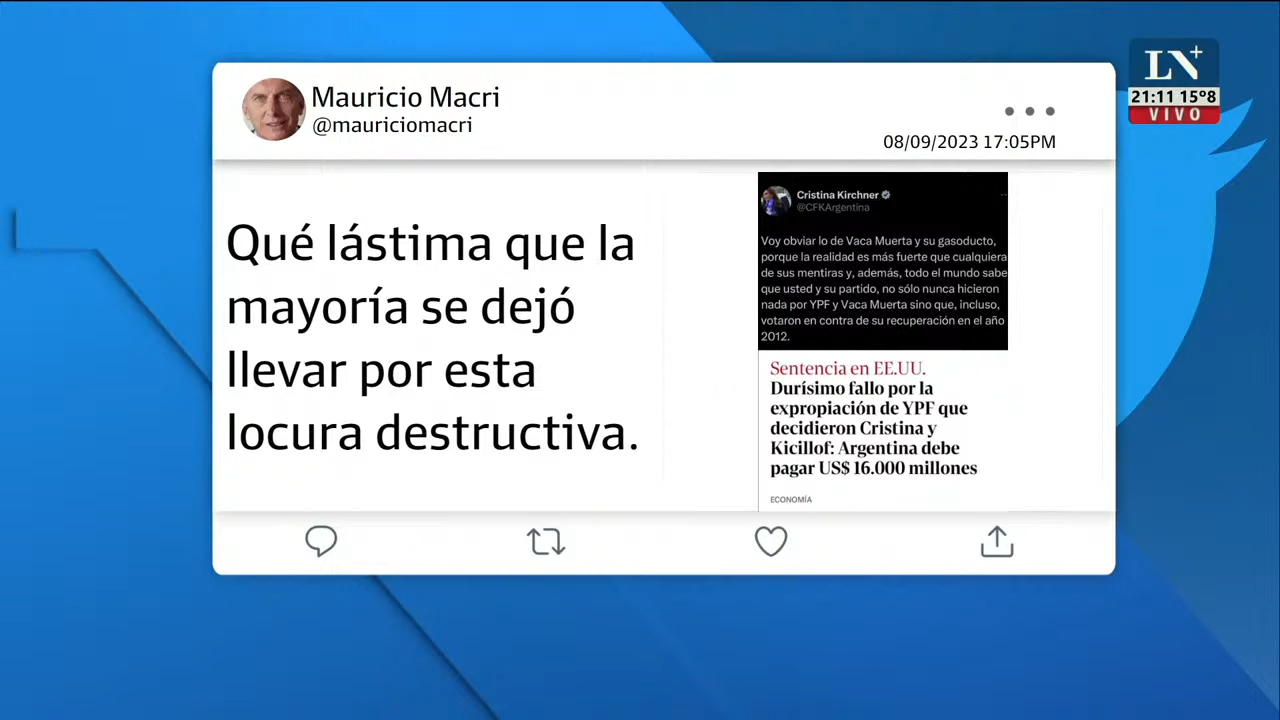 LN+
21:11 15º8
VIVO
Mauricio Macri
@mauriciomacri
08/09/2023 17:05PM
Qué lástima que la
mayoría se dejó
llevar por esta
locura destructiva.
Cristina Kirchner
@CFKArgentina
Voy obviar lo de Vaca Muerta y su gasoducto,
porque la realidad es más fuerte que cualquiera
de sus mentiras y, además, todo el mundo sabe
que usted y su partido, no sólo nunca hicieron
nada por YPF y Vaca Muerta sino que, incluso,
votaron en contra de su recuperación en el año
2012.
Sentencia en EE.UU.
Durísimo fallo por la
expropiación de YPF que
decidieron Cristina y
Kicillof: Argentina debe
pagar US$ 16.000 millones
ECONOMÍA